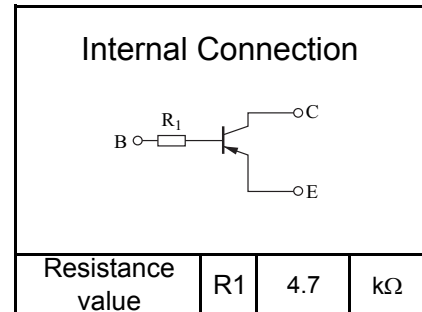 Internal Connection
R₁
C
B
E
Resistance value R1 4.7 kΩ